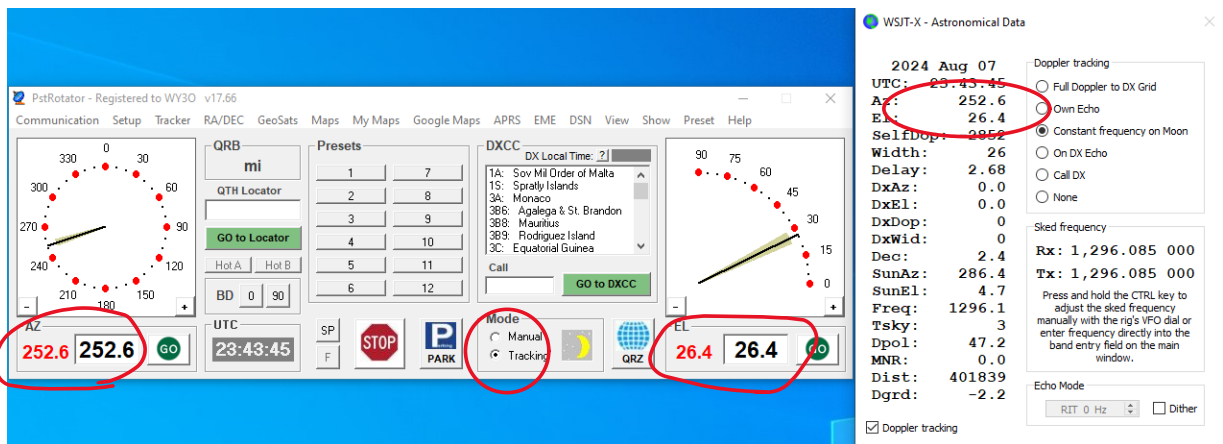 PstRotator - Registered to WY3O v17.66
Communication Setup Tracker RA/DEC GeoSats Maps My Maps Google Maps APRS EME DSN View Show Preset Help
0
30
60
90
120
150
180
210
240
270
300
330
- +
AZ
252.6 252.6 GO
QRB
mi
QTH Locator
GO to Locator
Hot A Hot B
BD 0 90
UTC
23:43:45
Presets
1 7
2 8
3 9
4 10
5 11
6 12
SP
F
STOP
P
PARK
DXCC
DX Local Time: ?
1A: Sov Mil Order of Malta
1S: Spratly Islands
3A: Monaco
3B6: Agalega & St. Brandon
3B8: Mauritius
3B9: Rodriguez Island
3C: Equatorial Guinea
Call
GO to DXCC
Mode
Manual
Tracking
QRZ
90
75
60
45
30
15
0
- +
EL
26.4 26.4 GO
WSJT-X - Astronomical Data
2024 Aug 07
UTC: 23:43:45
Az: 252.6
El: 26.4
SelfDop: -2852
Width: 26
Delay: 2.68
DxAz: 0.0
DxEl: 0.0
DxDop: 0
DxWid: 0
Dec: 2.4
SunAz: 286.4
SunEl: 4.7
Freq: 1296.1
Tsky: 3
Dpol: 47.2
MNR: 0.0
Dist: 401839
Dgrd: -2.2
Doppler tracking
Doppler tracking
Full Doppler to DX Grid
Own Echo
Constant frequency on Moon
On DX Echo
Call DX
None
Sked frequency
Rx: 1,296.085 000
Tx: 1,296.085 000
Press and hold the CTRL key to
adjust the sked frequency
manually with the rig's VFO dial or
enter frequency directly into the
band entry field on the main
window.
Echo Mode
RIT 0 Hz Dither